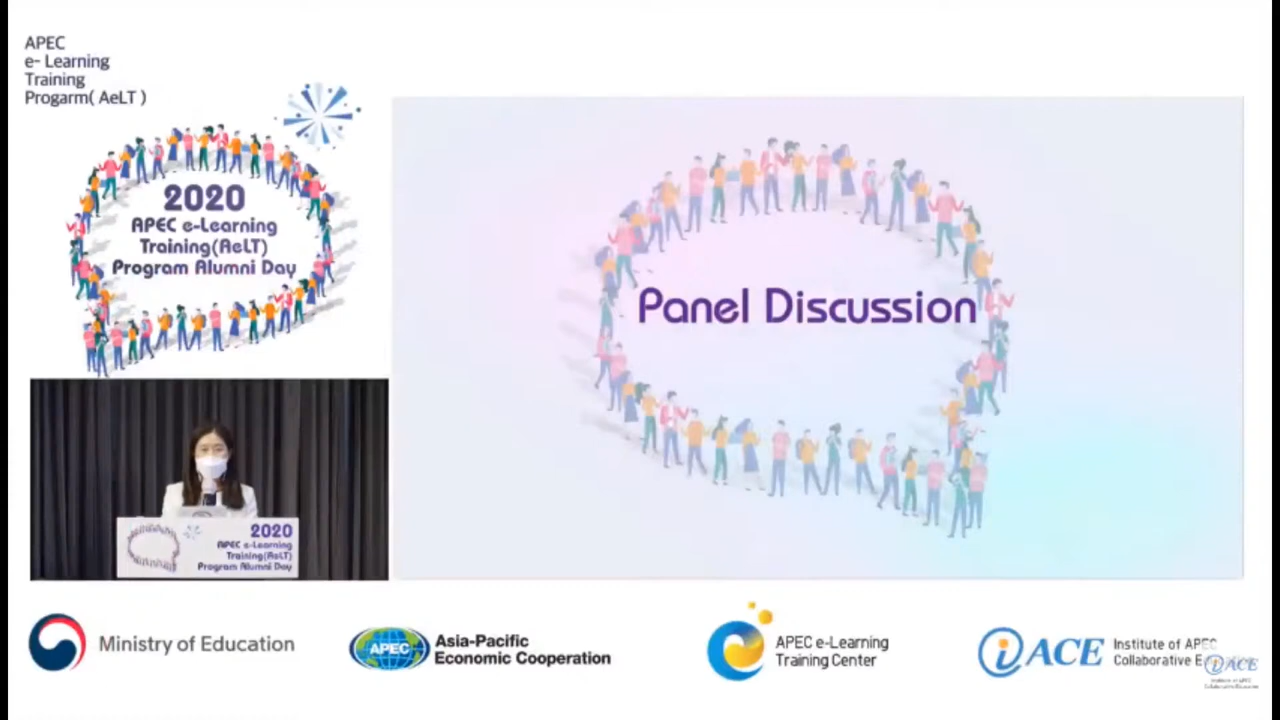 APEC
e- Learning
Training
Progarm( AeLT )
2020
APEC e-Learning
Training(AeLT)
Program Alumni Day
Panel Discussion
2020
APEC e-Learning
Training(AeLT)
Program Alumni Day
Ministry of Education
APEC
Asia-Pacific
Economic Cooperation
APEC e-Learning
Training Center
iACE
Institute of APEC
Collaborative
iACE